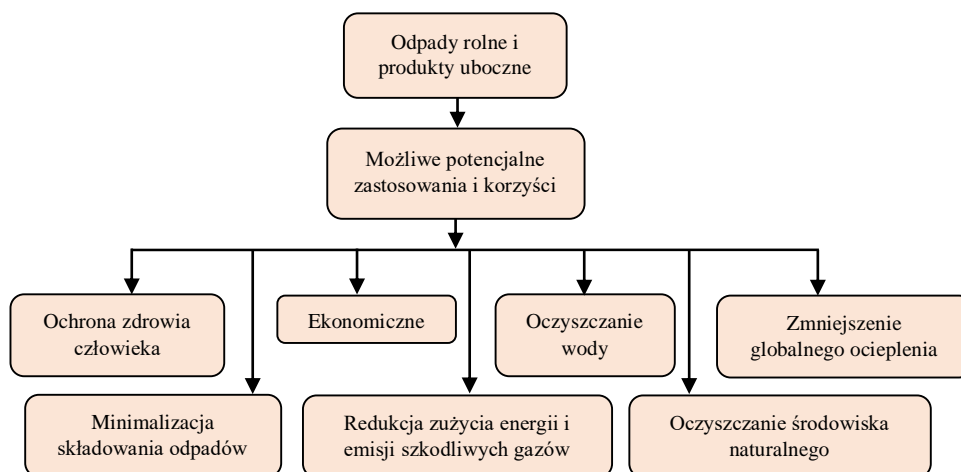 Odpady rolne i
produkty uboczne
Możliwe potencjalne
zastosowania i korzyści
Ochrona zdrowia
człowieka
Ekonomiczne
Oczyszczanie
wody
Zmniejszenie
globalnego ocieplenia
Minimalizacja
składowania odpadów
Redukcja zużycia energii i
emisji szkodliwych gazów
Oczyszczanie środowiska
naturalnego